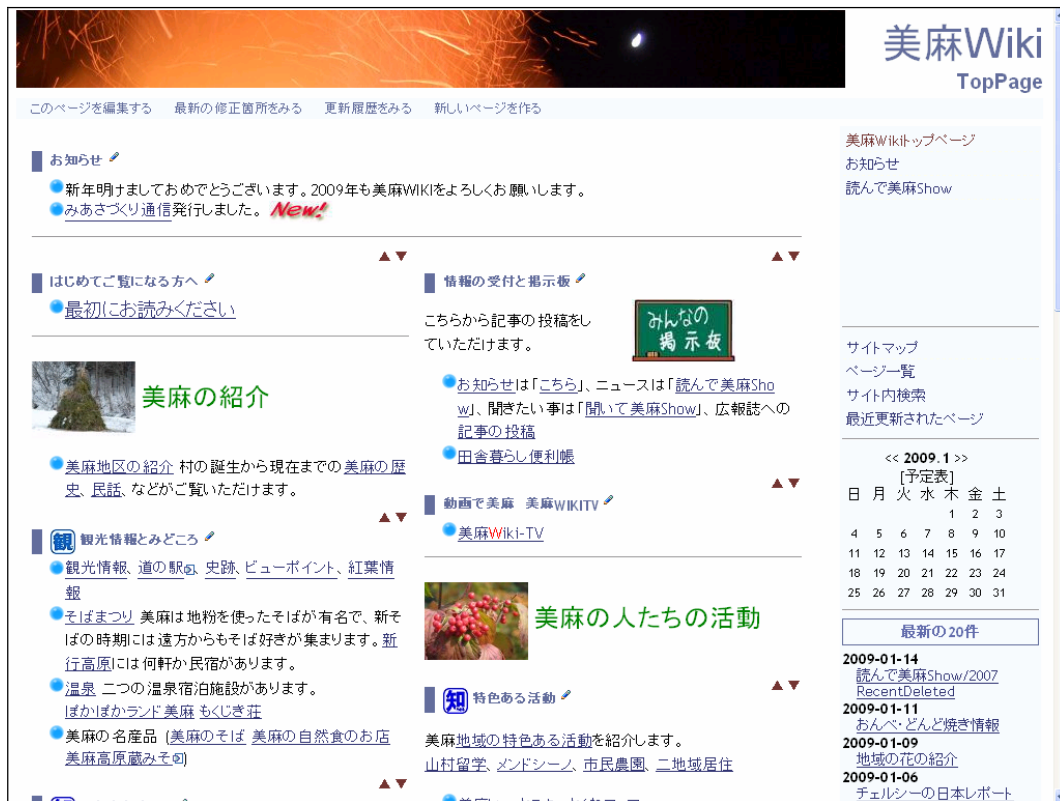 美麻Wiki
TopPage
このページを編集する 最新の修正箇所をみる 更新履歴をみる 新しいページを作る
お知らせ
新年明けましておめでとうございます。2009年も美麻WIKIをよろしくお願いします。
みあさづくり通信発行しました。 New!
はじめてご覧になる方へ
最初にお読みください
美麻の紹介
美麻地区の紹介 村の誕生から現在までの美麻の歴
史、民話、などがご覧いただけます。
観 観光情報とみどころ
観光情報、道の駅、史跡、ビューポイント、紅葉情
報
そばまつり 美麻は地粉を使ったそばが有名で、新そ
ばの時期には遠方からもそば好きが集まります。新
行高原には何軒か民宿があります。
温泉 二つの温泉宿泊施設があります。
ぽかぽかランド美麻 もくじき荘
美麻の名産品 (美麻のそば 美麻の自然食のお店
美麻高原蔵みそ)
情報の受付と掲示板
こちらから記事の投稿をし
ていただけます。
みんなの
掲示板
お知らせは「こちら」、ニュースは「読んで美麻Sho
w」、聞きたい事は「聞いて美麻Show」、広報誌への
記事の投稿
田舎暮らし便利帳
動画で美麻 美麻WIKITV
美麻Wiki-TV
美麻の人たちの活動
知 特色ある活動
美麻地域の特色ある活動を紹介します。
山村留学、メンドシーノ、市民農園、二地域居住
美麻Wikiトップページ
お知らせ
読んで美麻Show
サイトマップ
ページ一覧
サイト内検索
最近更新されたページ
<< 2009.1 >>
[予定表]
日 月 火 水 木 金 土
1 2 3
4 5 6 7 8 9 10
11 12 13 14 15 16 17
18 19 20 21 22 23 24
25 26 27 28 29 30 31
最新の20件
2009-01-14
読んで美麻Show/2007
RecentDeleted
2009-01-11
おんべ・どんど焼き情報
2009-01-09
地域の花の紹介
2009-01-06
チェルシーの日本レポート